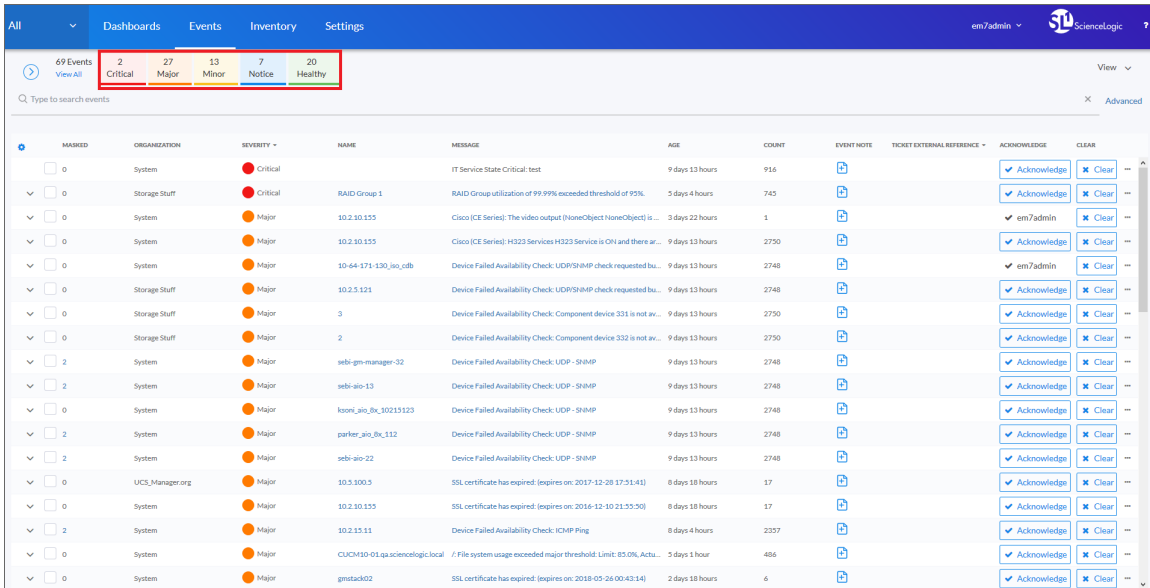 All Dashboards Events Inventory Settings em7admin SL ScienceLogic ?
69 Events 2 27 13 7 20
View All Critical Major Minor Notice Healthy View
Type to search events Advanced
MASKED ORGANIZATION SEVERITY NAME MESSAGE AGE COUNT EVENT NOTE TICKET EXTERNAL REFERENCE ACKNOWLEDGE CLEAR
0 System Critical IT Service State Critical: test 9 days 13 hours 916 Acknowledge Clear ...
0 Storage Stuff Critical RAID Group 1 RAID Group utilization of 99.99% exceeded threshold of 95%. 5 days 4 hours 745 Acknowledge Clear ...
0 System Major 10.2.10.155 Cisco (CE Series): The video output (NoneObject NoneObject) is ... 3 days 22 hours 1 em7admin Clear ...
0 System Major 10.2.10.155 Cisco (CE Series): H323 Services H323 Service is ON and there ar... 9 days 13 hours 2750 Acknowledge Clear ...
0 System Major 10-64-171-130_iso_cdb Device Failed Availability Check: UDP/SNMP check requested bu... 9 days 13 hours 2748 em7admin Clear ...
0 Storage Stuff Major 10.2.5.121 Device Failed Availability Check: UDP/SNMP check requested bu... 9 days 13 hours 2748 Acknowledge Clear ...
0 Storage Stuff Major 3 Device Failed Availability Check: Component device 331 is not av... 9 days 13 hours 2750 Acknowledge Clear ...
0 Storage Stuff Major 2 Device Failed Availability Check: Component device 332 is not av... 9 days 13 hours 2750 Acknowledge Clear ...
2 System Major sebi-gm-manager-32 Device Failed Availability Check: UDP - SNMP 9 days 13 hours 2748 Acknowledge Clear ...
2 System Major sebi-aio-13 Device Failed Availability Check: UDP - SNMP 9 days 13 hours 2748 Acknowledge Clear ...
0 System Major ksoni_aio_8x_10215123 Device Failed Availability Check: UDP - SNMP 9 days 13 hours 2748 Acknowledge Clear ...
2 System Major parker_aio_8x_112 Device Failed Availability Check: UDP - SNMP 9 days 13 hours 2748 Acknowledge Clear ...
2 System Major sebi-aio-22 Device Failed Availability Check: UDP - SNMP 9 days 13 hours 2748 Acknowledge Clear ...
0 UCS_Manager.org Major 10.5.100.5 SSL certificate has expired: (expires on: 2017-12-28 17:51:41) 8 days 18 hours 17 Acknowledge Clear ...
0 System Major 10.2.10.155 SSL certificate has expired: (expires on: 2016-12-10 21:55:50) 8 days 18 hours 17 Acknowledge Clear ...
2 System Major 10.2.15.11 Device Failed Availability Check: ICMP Ping 8 days 4 hours 2357 Acknowledge Clear ...
0 System Major CUCM10-01.qa.sciencelogic.local /: File system usage exceeded major threshold: Limit: 85.0%, Actu... 5 days 1 hour 486 Acknowledge Clear ...
0 System Major gmstack02 SSL certificate has expired: (expires on: 2018-05-26 00:43:14) 2 days 18 hours 6 Acknowledge Clear ...